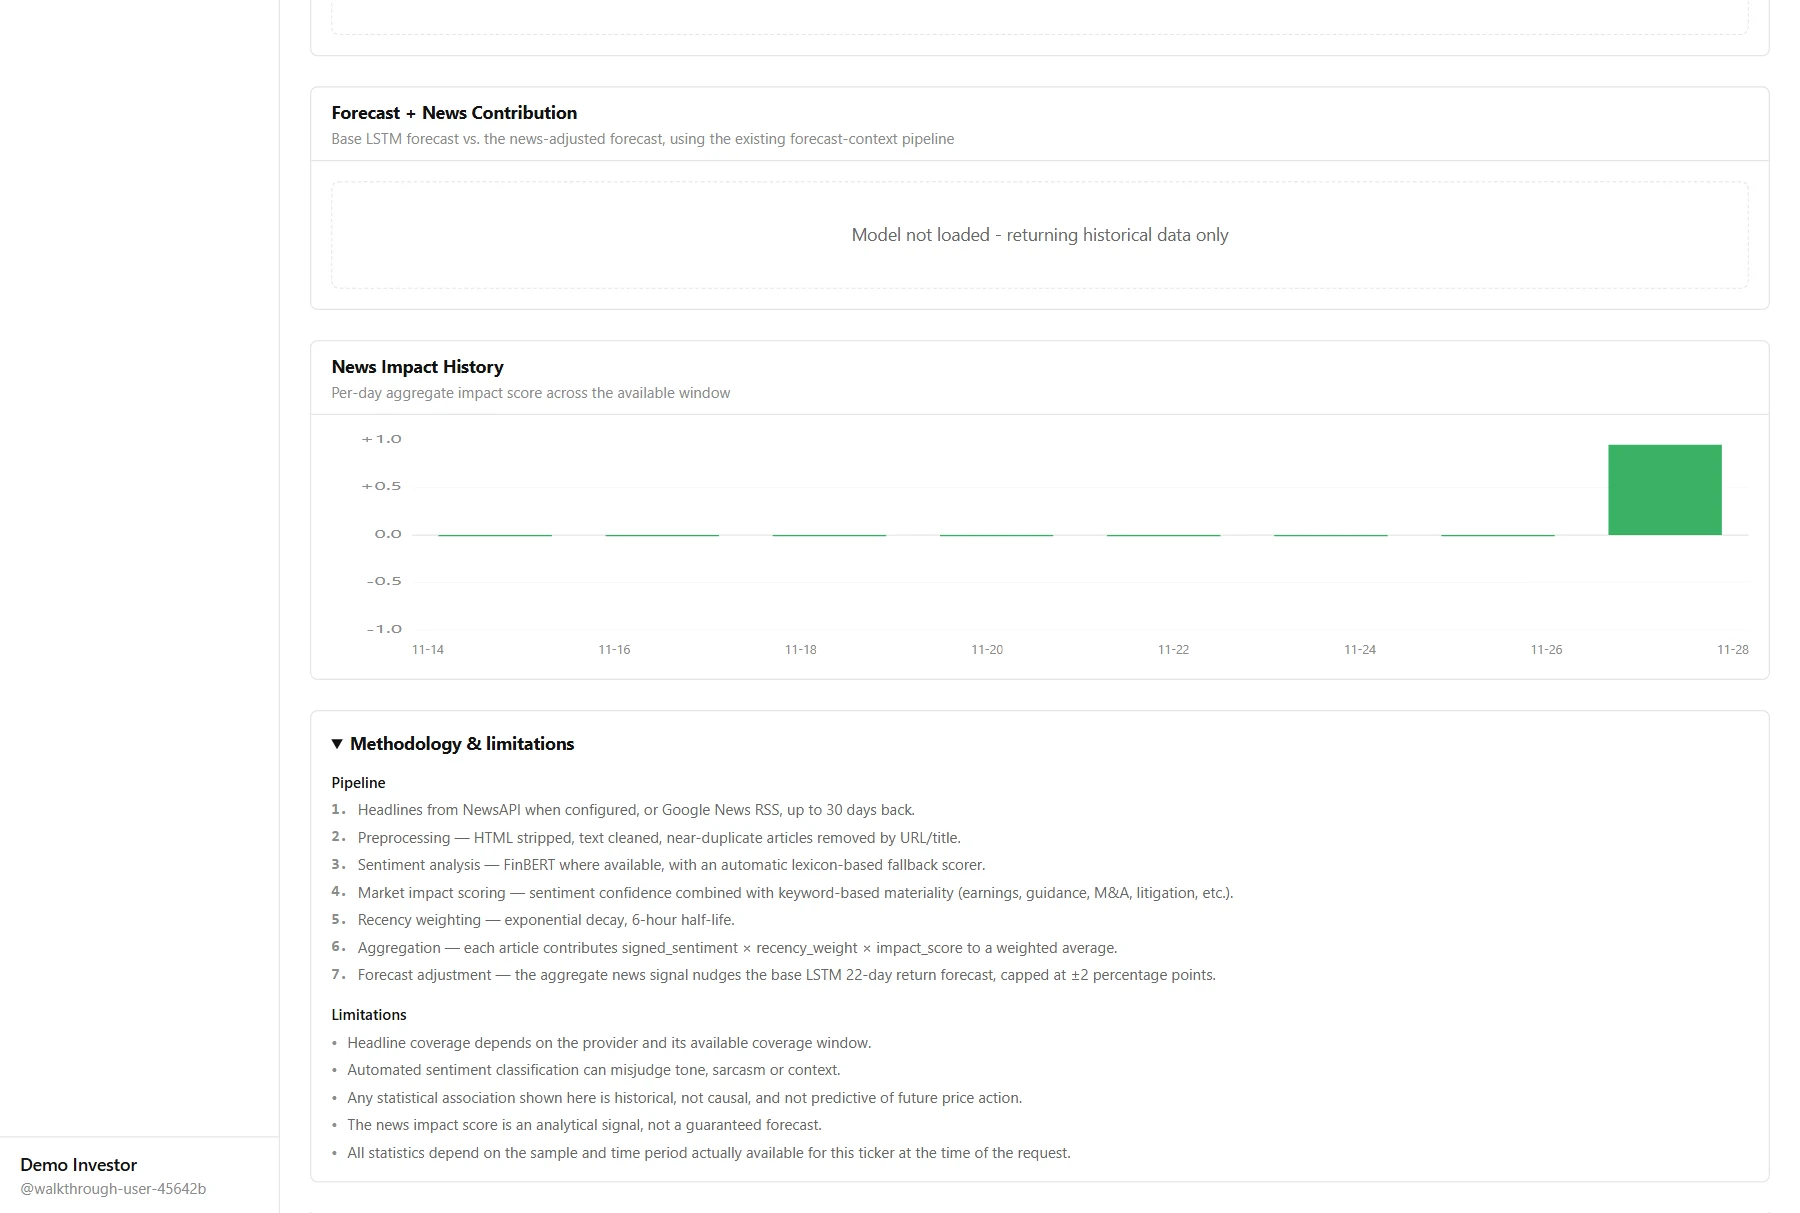 Forecast + News Contribution
Base LSTM forecast vs. the news-adjusted forecast, using the existing forecast-context pipeline
Model not loaded - returning historical data only
News Impact History
Per-day aggregate impact score across the available window
+1.0
+0.5
0.0
-0.5
-1.0
11-14 11-16 11-18 11-20 11-22 11-24 11-26 11-28
▼ Methodology & limitations
Pipeline
1. Headlines from NewsAPI when configured, or Google News RSS, up to 30 days back.
2. Preprocessing — HTML stripped, text cleaned, near-duplicate articles removed by URL/title.
3. Sentiment analysis — FinBERT where available, with an automatic lexicon-based fallback scorer.
4. Market impact scoring — sentiment confidence combined with keyword-based materiality (earnings, guidance, M&A, litigation, etc.).
5. Recency weighting — exponential decay, 6-hour half-life.
6. Aggregation — each article contributes signed_sentiment × recency_weight × impact_score to a weighted average.
7. Forecast adjustment — the aggregate news signal nudges the base LSTM 22-day return forecast, capped at ±2 percentage points.
Limitations
• Headline coverage depends on the provider and its available coverage window.
• Automated sentiment classification can misjudge tone, sarcasm or context.
• Any statistical association shown here is historical, not causal, and not predictive of future price action.
• The news impact score is an analytical signal, not a guaranteed forecast.
• All statistics depend on the sample and time period actually available for this ticker at the time of the request.
Demo Investor
@walkthrough-user-45642b